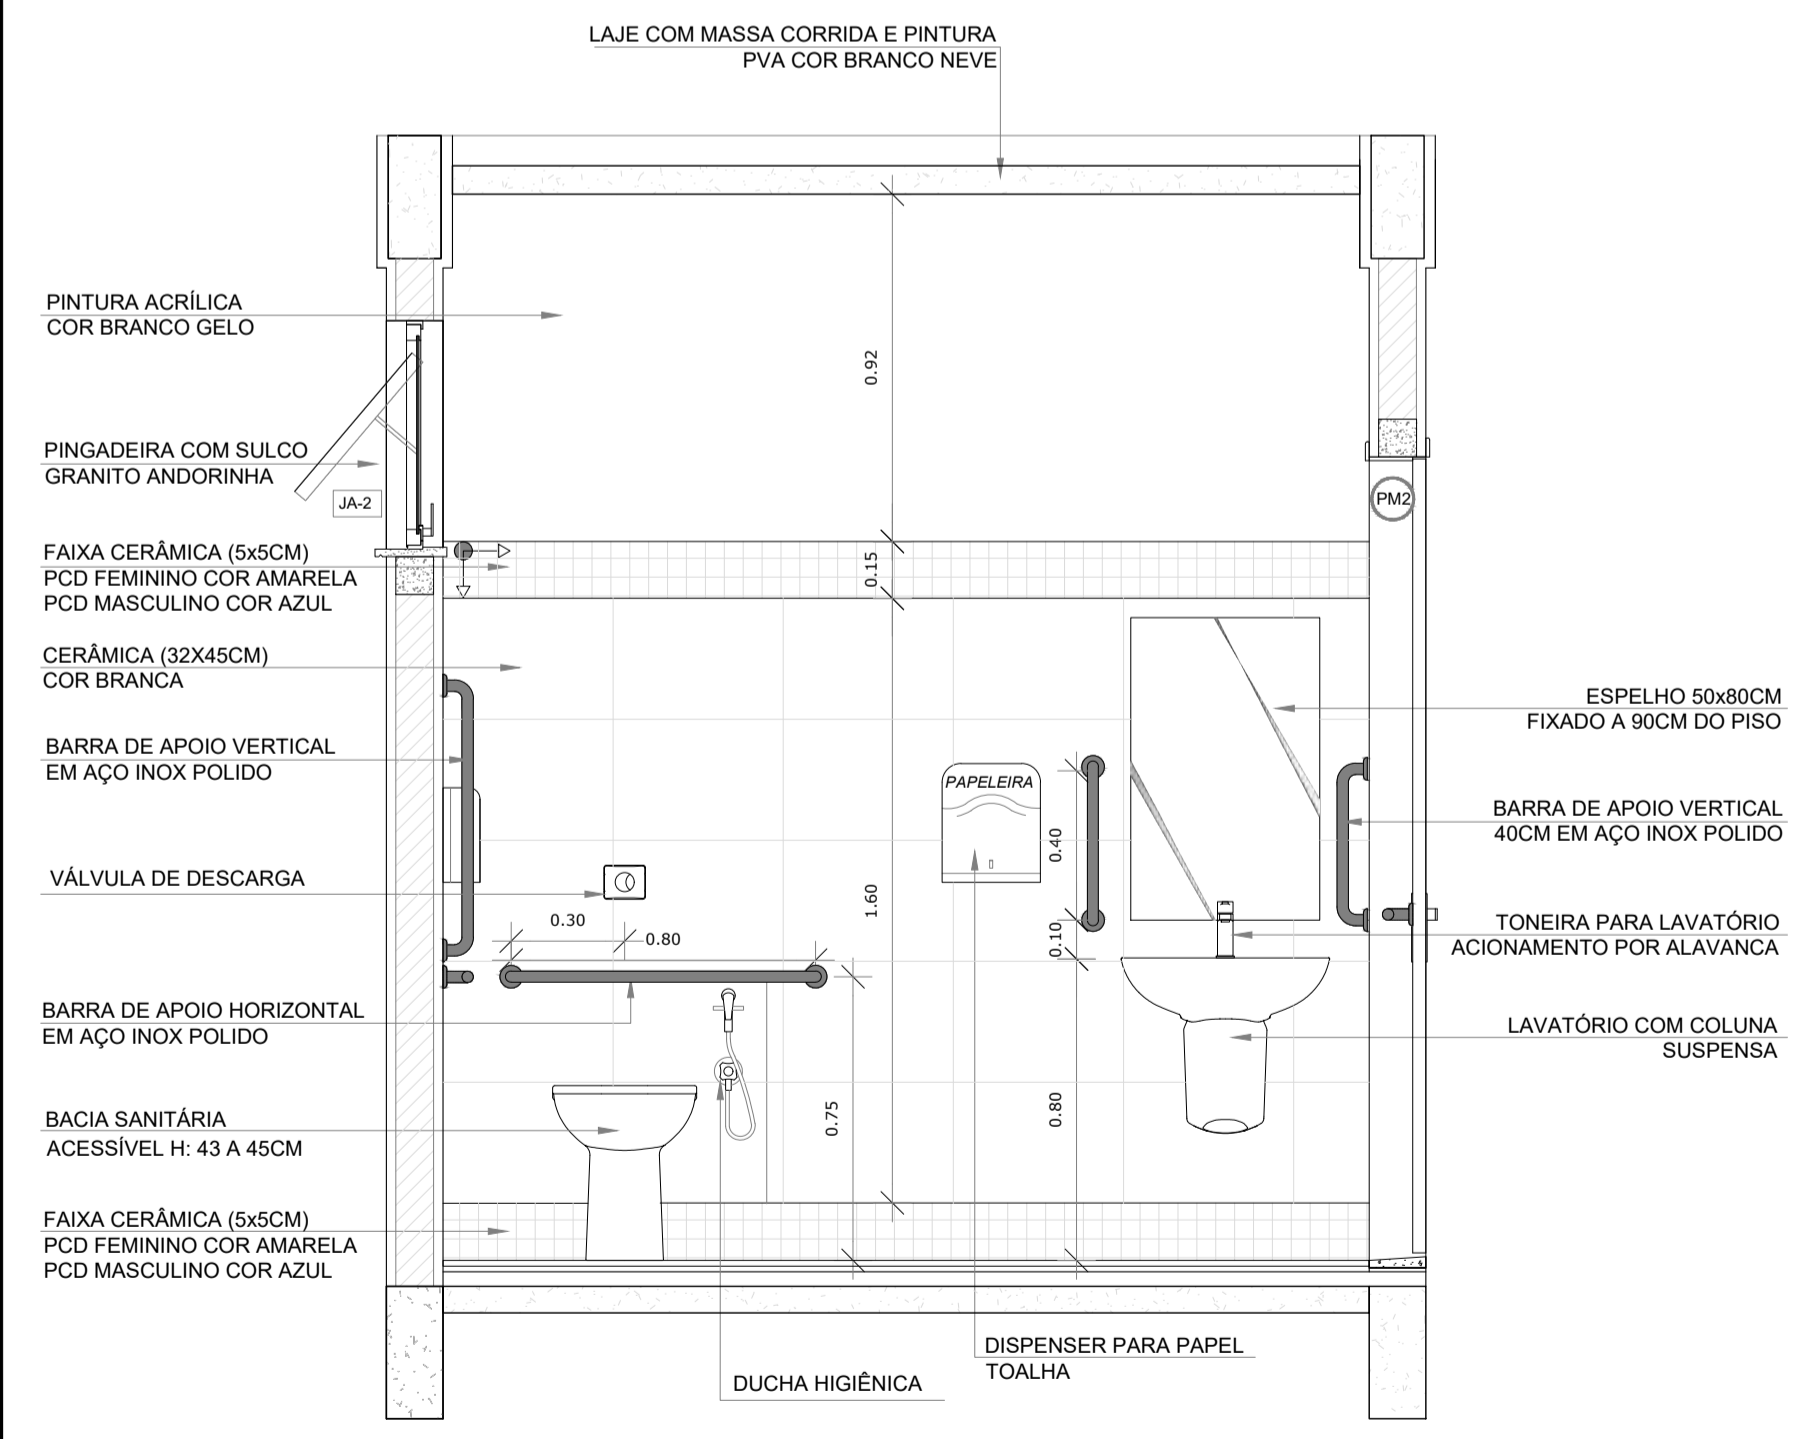 LAJE COM MASSA CORRIDA E PINTURA
PVA COR BRANCO NEVE
PINTURA ACRÍLICA
COR BRANCO GELO
0.92
PINGADEIRA COM SULCO
GRANITO ANDORINHA
JA-2
PM2
FAIXA CERÂMICA (5x5CM)
PCD FEMININO COR AMARELA
PCD MASCULINO COR AZUL
0.15
CERÂMICA (32X45CM)
COR BRANCA
ESPELHO 50x80CM
FIXADO A 90CM DO PISO
BARRA DE APOIO VERTICAL
EM AÇO INOX POLIDO
PAPELEIRA
BARRA DE APOIO VERTICAL
40CM EM AÇO INOX POLIDO
0.40
VÁLVULA DE DESCARGA
1.60
0.30
0.80
0.10
TONEIRA PARA LAVATÓRIO
ACIONAMENTO POR ALAVANCA
BARRA DE APOIO HORIZONTAL
EM AÇO INOX POLIDO
LAVATÓRIO COM COLUNA
SUSPENSA
BACIA SANITÁRIA
ACESSÍVEL H: 43 A 45CM
0.75
0.80
FAIXA CERÂMICA (5x5CM)
PCD FEMININO COR AMARELA
PCD MASCULINO COR AZUL
DISPENSER PARA PAPEL
TOALHA
DUCHA HIGIÊNICA